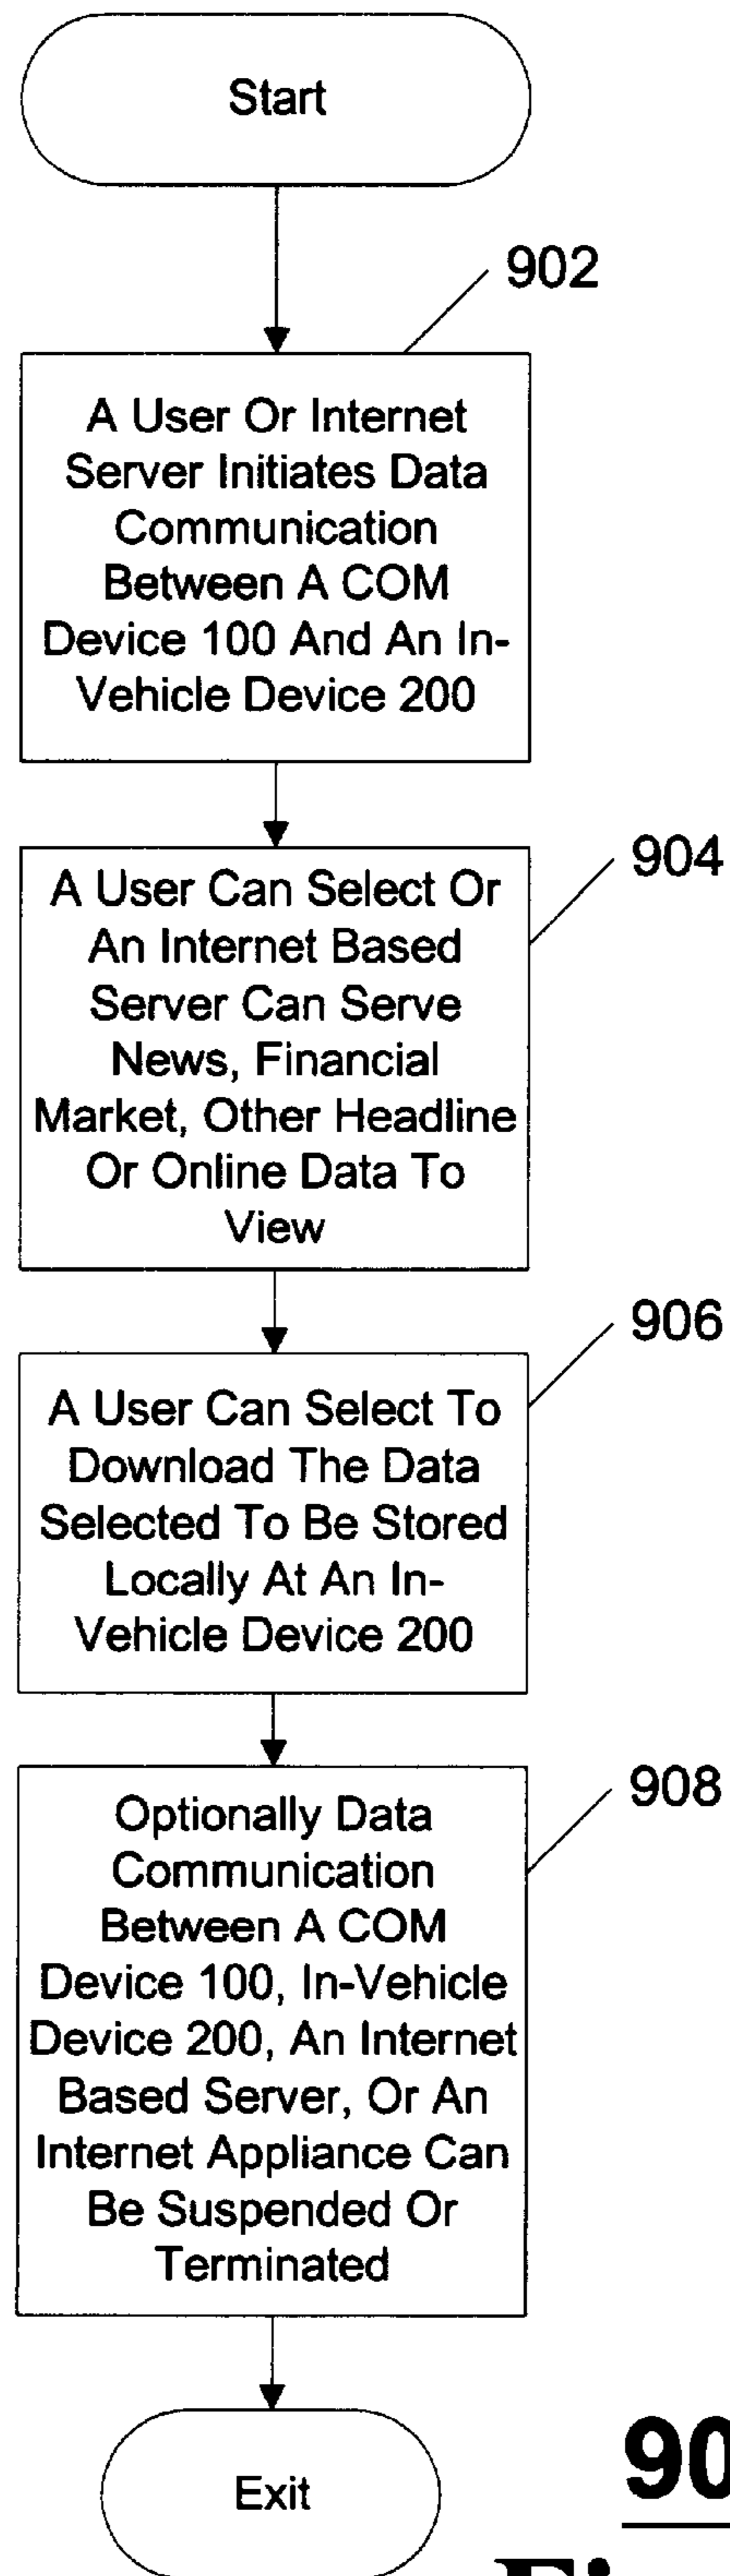 Start
902
A User Or Internet
Server Initiates Data
Communication
Between A COM
Device 100 And An In-
Vehicle Device 200
904
A User Can Select Or
An Internet Based
Server Can Serve
News, Financial
Market, Other Headline
Or Online Data To
View
906
A User Can Select To
Download The Data
Selected To Be Stored
Locally At An In-
Vehicle Device 200
908
Optionally Data
Communication
Between A COM
Device 100, In-Vehicle
Device 200, An Internet
Based Server, Or An
Internet Appliance Can
Be Suspended Or
Terminated
Exit